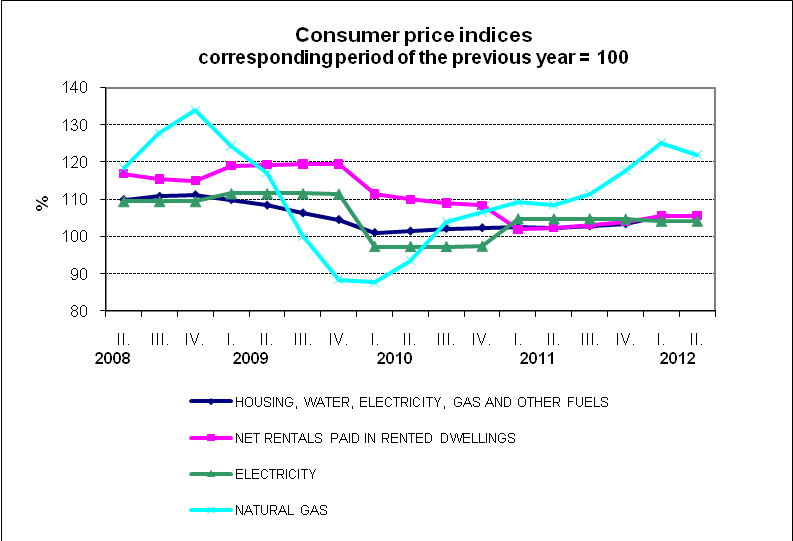 Consumer price indices
corresponding period of the previous year = 100
%
140
130
120
110
100
90
80
II. III. IV. I. II. III. IV. I. II. III. IV. I. II. III. IV. I. II.
2008 2009 2010 2011 2012
HOUSING, WATER, ELECTRICITY, GAS AND OTHER FUELS
NET RENTALS PAID IN RENTED DWELLINGS
ELECTRICITY
NATURAL GAS